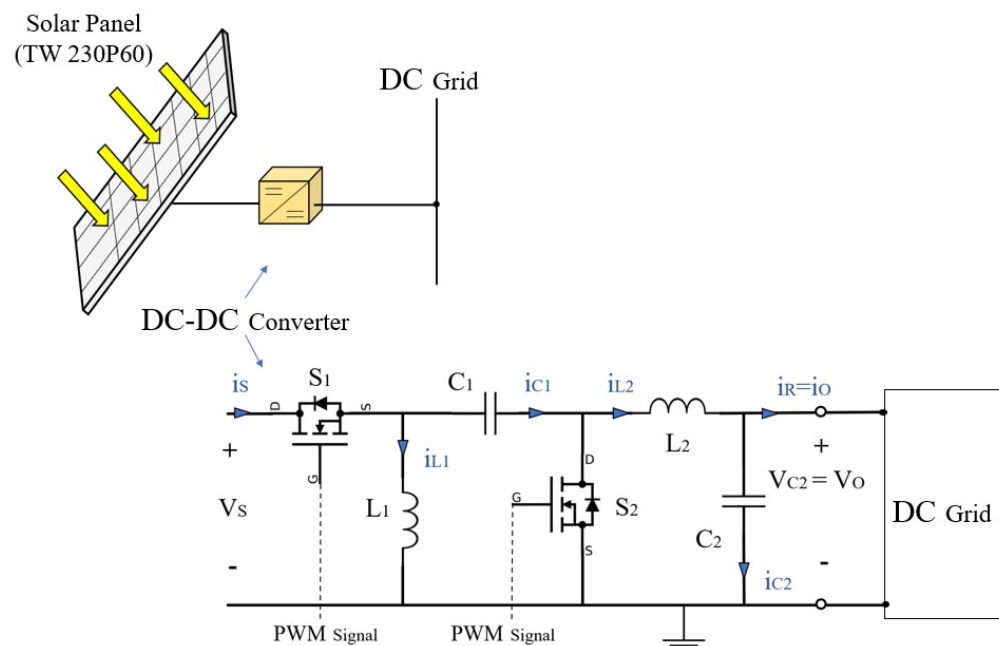 Solar Panel
(TW 230P60)
DC Grid
DC-DC Converter
iS
D
S1
S
G
C1
iC1
iL2
L2
iR=iO
+
VS
-
iL1
L1
D
G
S
S2
C2
iC2
+
VC2 = VO
-
DC Grid
PWM Signal
PWM Signal